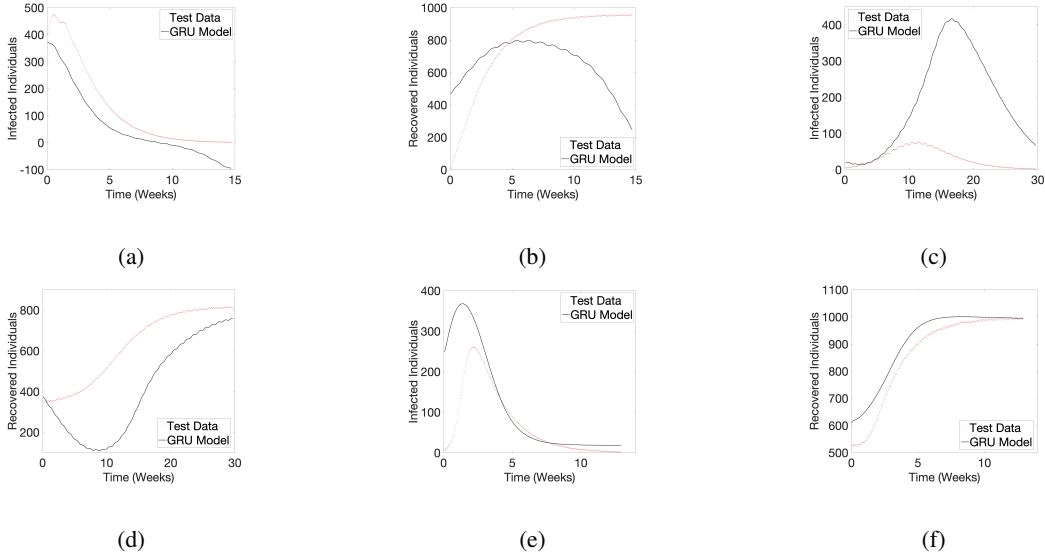 500
400
300
200
100
0
-100
0 5 10 15
Infected Individuals
Time (Weeks)
Test Data
GRU Model
(a)
1000
800
600
400
200
0
0 5 10 15
Recovered Individuals
Time (Weeks)
Test Data
GRU Model
(b)
400
300
200
100
0
0 10 20 30
Infected Individuals
Time (Weeks)
Test Data
GRU Model
(c)
800
600
400
200
0 10 20 30
Recovered Individuals
Time (Weeks)
Test Data
GRU Model
(d)
400
300
200
100
0
0 5 10
Infected Individuals
Time (Weeks)
Test Data
GRU Model
(e)
1100
1000
900
800
700
600
500
0 5 10
Recovered Individuals
Time (Weeks)
Test Data
GRU Model
(f)